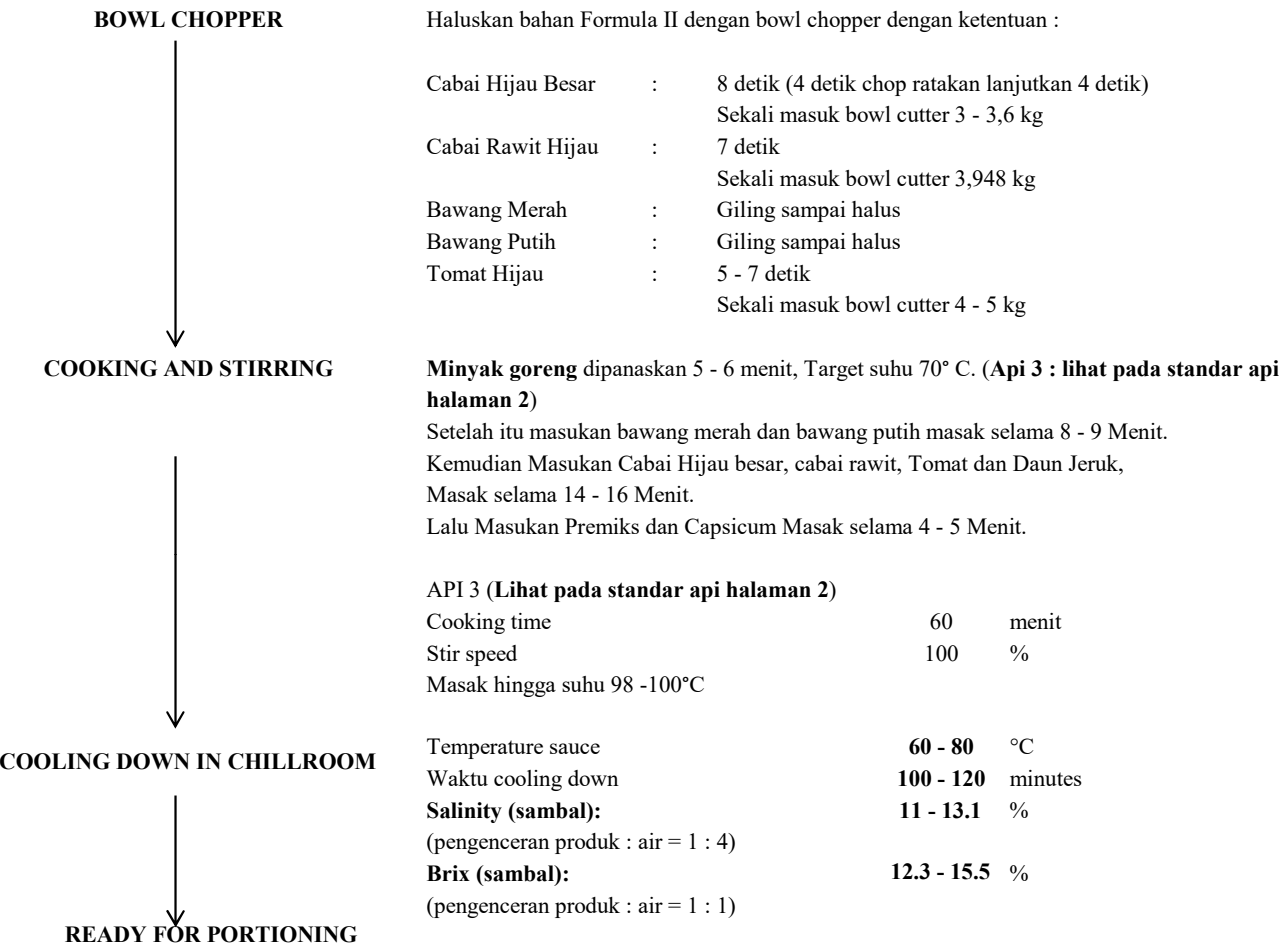 BOWL CHOPPER Haluskan bahan Formula II dengan bowl chopper dengan ketentuan :
Cabai Hijau Besar : 8 detik (4 detik chop ratakan lanjutkan 4 detik)
Sekali masuk bowl cutter 3 - 3,6 kg
Cabai Rawit Hijau : 7 detik
Sekali masuk bowl cutter 3,948 kg
Bawang Merah : Giling sampai halus
Bawang Putih : Giling sampai halus
Tomat Hijau : 5 - 7 detik
Sekali masuk bowl cutter 4 - 5 kg
COOKING AND STIRRING Minyak goreng dipanaskan 5 - 6 menit, Target suhu 70° C. (Api 3 : lihat pada standar api
halaman 2)
Setelah itu masukan bawang merah dan bawang putih masak selama 8 - 9 Menit.
Kemudian Masukan Cabai Hijau besar, cabai rawit, Tomat dan Daun Jeruk,
Masak selama 14 - 16 Menit.
Lalu Masukan Premiks dan Capsicum Masak selama 4 - 5 Menit.
API 3 (Lihat pada standar api halaman 2)
Cooking time 60 menit
Stir speed 100 %
Masak hingga suhu 98 -100°C
COOLING DOWN IN CHILLROOM Temperature sauce 60 - 80 °C
Waktu cooling down 100 - 120 minutes
Salinity (sambal): 11 - 13.1 %
(pengenceran produk : air = 1 : 4)
Brix (sambal): 12.3 - 15.5 %
(pengenceran produk : air = 1 : 1)
READY FOR PORTIONING